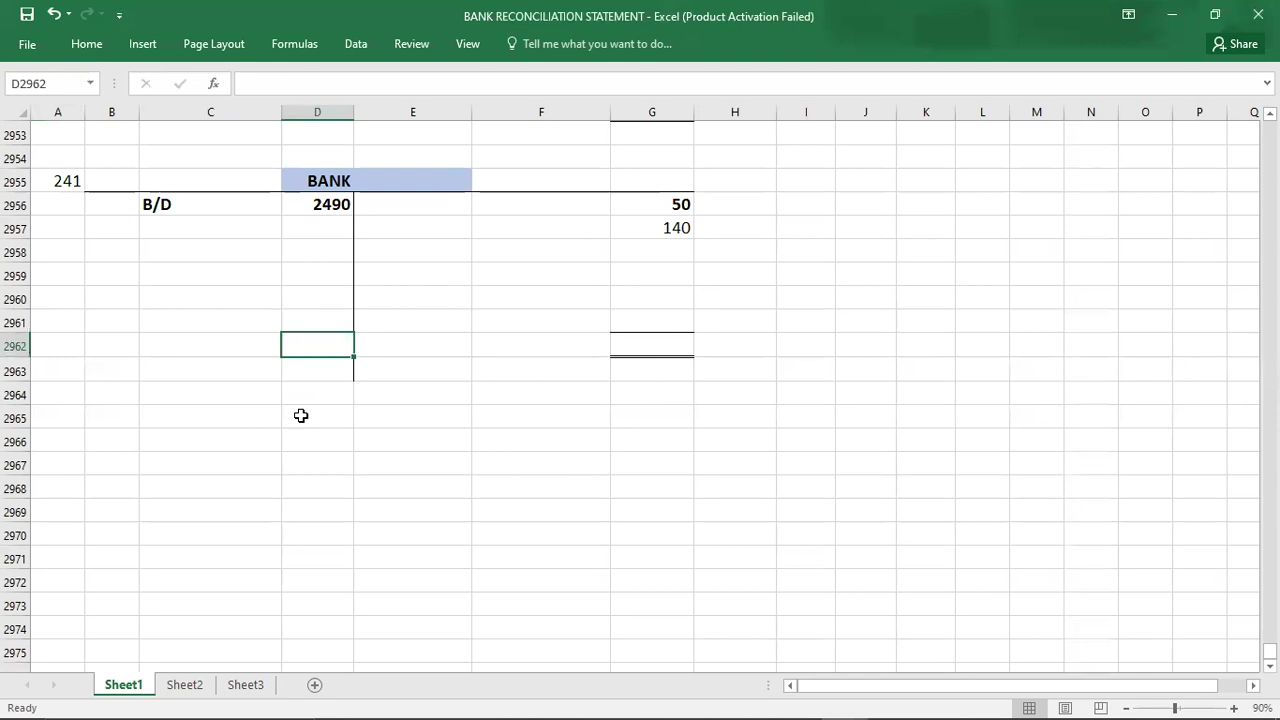 BANK RECONCILIATION STATEMENT - Excel (Product Activation Failed)
File Home Insert Page Layout Formulas Data Review View Tell me what you want to do... Share
D2962
A B C D E F G H I J K L M N O P Q
2953
2954
2955 241 BANK
2956 B/D 2490 50
2957 140
2958
2959
2960
2961
2962
2963
2964
2965
2966
2967
2968
2969
2970
2971
2972
2973
2974
2975
Sheet1 Sheet2 Sheet3
Ready 90%